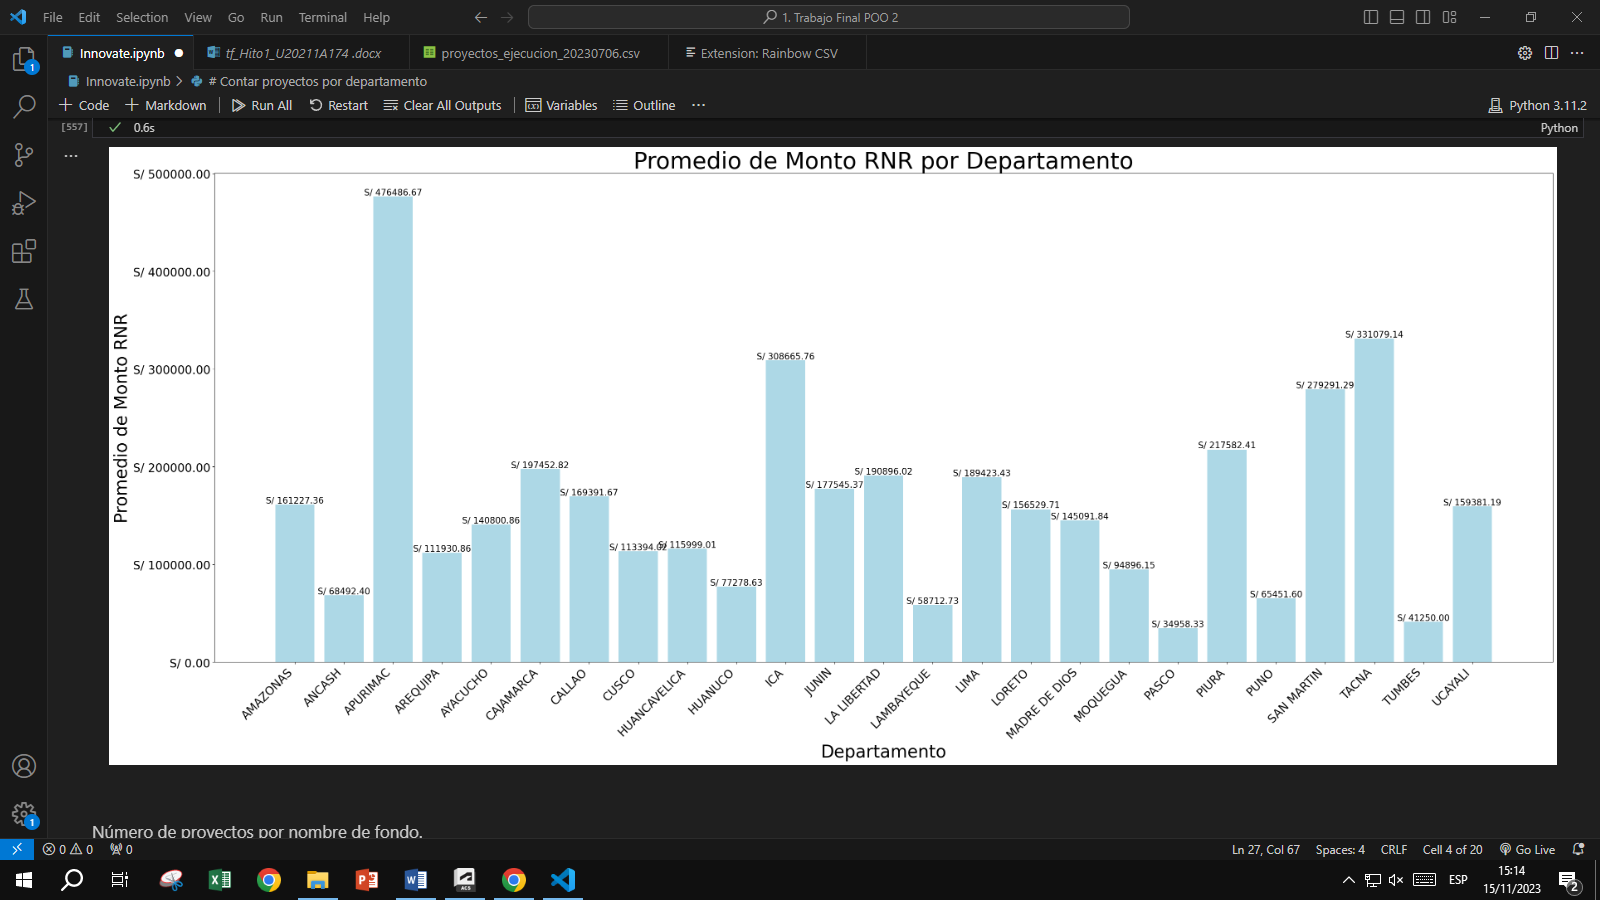 File Edit Selection View Go Run Terminal Help
1. Trabajo Final POO 2
Innovate.ipynb
tf_Hito1_U20211A174 .docx
proyectos_ejecucion_20230706.csv
Extension: Rainbow CSV
Innovate.ipynb > # Contar proyectos por departamento
Code Markdown Run All Restart Clear All Outputs Variables Outline ...
Python 3.11.2
[557] 0.6s
Python
Promedio de Monto RNR por Departamento
Promedio de Monto RNR
S/ 500000.00
S/ 400000.00
S/ 300000.00
S/ 200000.00
S/ 100000.00
S/ 0.00
S/ 161227.36
S/ 68492.40
S/ 476486.67
S/ 111930.86
S/ 140800.86
S/ 197452.82
S/ 169391.67
S/ 113394.02
S/ 115999.01
S/ 77278.63
S/ 308665.76
S/ 177545.37
S/ 190896.02
S/ 58712.73
S/ 189423.43
S/ 156529.71
S/ 145091.84
S/ 94896.15
S/ 34958.33
S/ 217582.41
S/ 65451.60
S/ 279291.29
S/ 331079.14
S/ 41250.00
S/ 159381.19
AMAZONAS
ANCASH
APURIMAC
AREQUIPA
AYACUCHO
CAJAMARCA
CALLAO
CUSCO
HUANCAVELICA
HUANUCO
ICA
JUNIN
LA LIBERTAD
LAMBAYEQUE
LIMA
LORETO
MADRE DE DIOS
MOQUEGUA
PASCO
PIURA
PUNO
SAN MARTIN
TACNA
TUMBES
UCAYALI
Departamento
Número de proyectos por nombre de fondo.
1
1
0 0 0
Ln 27, Col 67 Spaces: 4 CRLF Cell 4 of 20 Go Live
ACS
ESP
15:14
15/11/2023
2